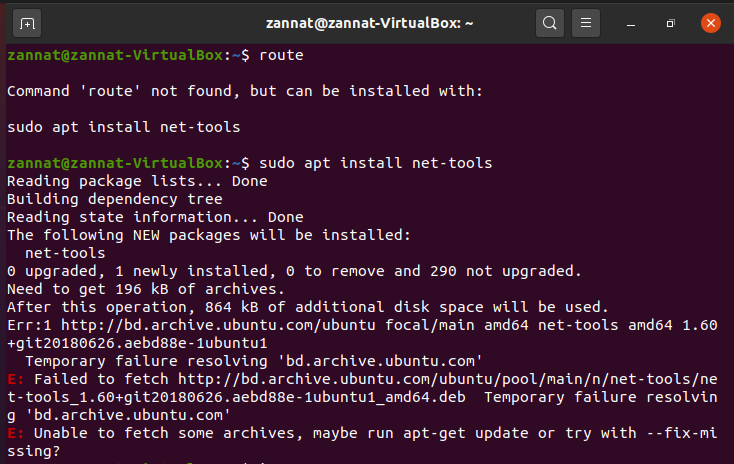 zannat@zannat-VirtualBox: ~
zannat@zannat-VirtualBox:~$ route
Command 'route' not found, but can be installed with:
sudo apt install net-tools
zannat@zannat-VirtualBox:~$ sudo apt install net-tools
Reading package lists... Done
Building dependency tree
Reading state information... Done
The following NEW packages will be installed:
  net-tools
0 upgraded, 1 newly installed, 0 to remove and 290 not upgraded.
Need to get 196 kB of archives.
After this operation, 864 kB of additional disk space will be used.
Err:1 http://bd.archive.ubuntu.com/ubuntu focal/main amd64 net-tools amd64 1.60
+git20180626.aebd88e-1ubuntu1
  Temporary failure resolving 'bd.archive.ubuntu.com'
E: Failed to fetch http://bd.archive.ubuntu.com/ubuntu/pool/main/n/net-tools/ne
t-tools_1.60+git20180626.aebd88e-1ubuntu1_amd64.deb  Temporary failure resolvin
g 'bd.archive.ubuntu.com'
E: Unable to fetch some archives, maybe run apt-get update or try with --fix-mi
ssing?